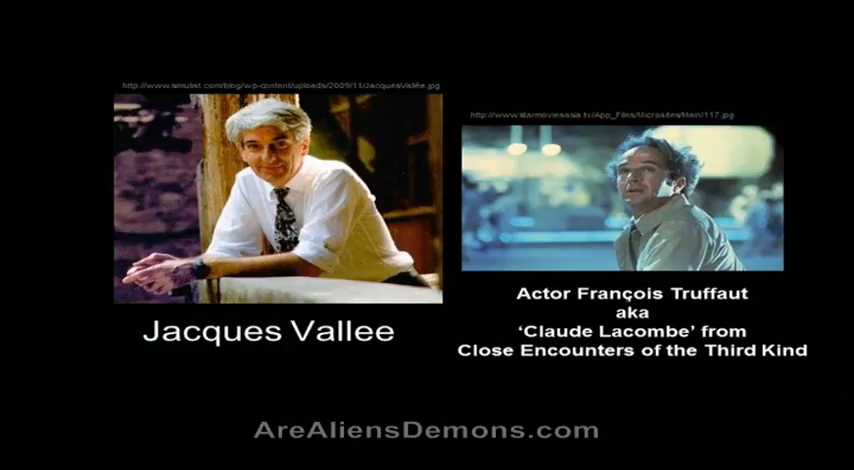 http://www.simulist.com/blog/wp-content/uploads/2009/11/JacquesVallée.jpg
http://www.starmoviesasia.tv/App_Files/Microsites/Main/117.jpg
Jacques Vallee
Actor François Truffaut
aka
‘Claude Lacombe’ from
Close Encounters of the Third Kind
AreAliensDemons.com